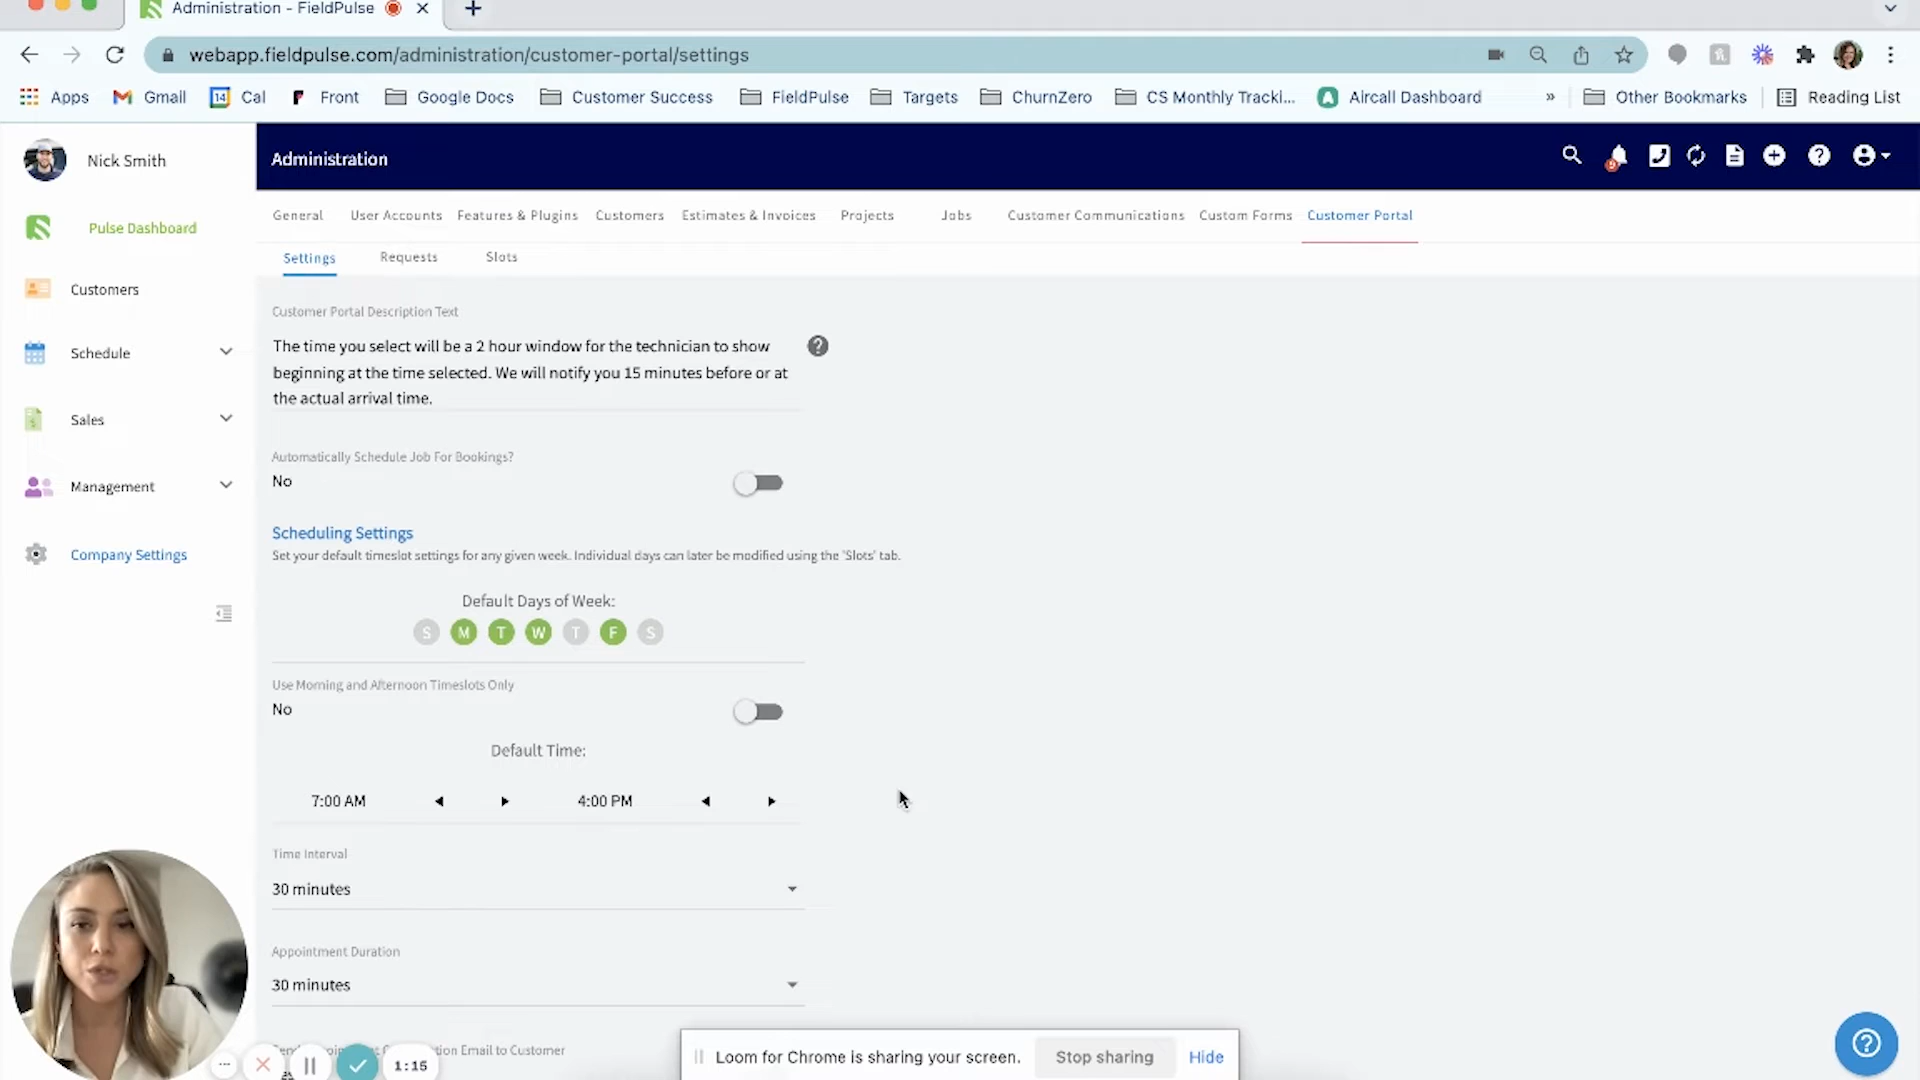 Administration - FieldPulse
webapp.fieldpulse.com/administration/customer-portal/settings
Apps
Gmail
14
Cal
Front
Google Docs
Customer Success
FieldPulse
Targets
ChurnZero
CS Monthly Tracki...
A
Aircall Dashboard
»
Other Bookmarks
Reading List
Nick Smith
Administration
General
User Accounts
Features & Plugins
Customers
Estimates & Invoices
Projects
Jobs
Customer Communications
Custom Forms
Customer Portal
Pulse Dashboard
Customers
Schedule
Sales
Management
Company Settings
Settings
Requests
Slots
Customer Portal Description Text
The time you select will be a 2 hour window for the technician to show
beginning at the time selected. We will notify you 15 minutes before or at
the actual arrival time.
Automatically Schedule Job For Bookings?
No
Scheduling Settings
Set your default timeslot settings for any given week. Individual days can later be modified using the 'Slots' tab.
Default Days of Week:
S M T W T F S
Use Morning and Afternoon Timeslots Only
No
Default Time:
7:00 AM
4:00 PM
Time Interval
30 minutes
Appointment Duration
30 minutes
Email to Customer
1:15
Loom for Chrome is sharing your screen.
Stop sharing
Hide